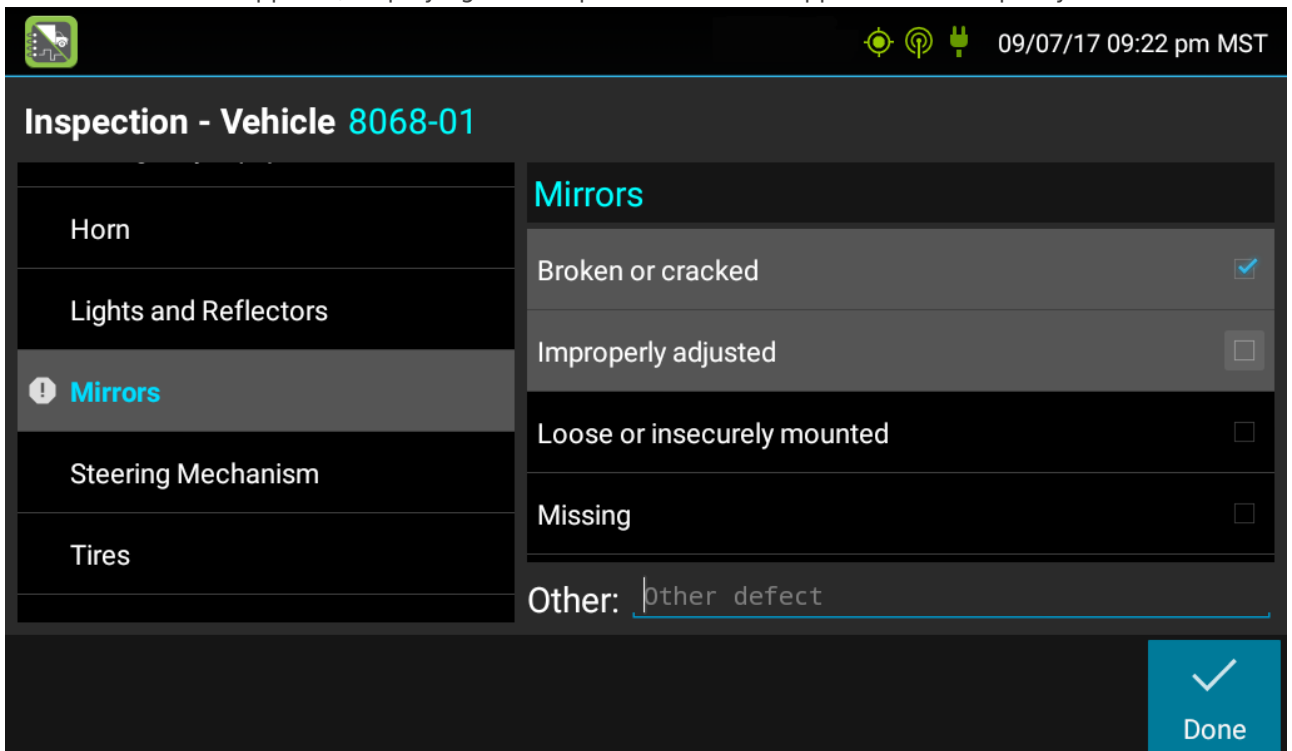 09/07/17 09:22 pm MST
Inspection - Vehicle 8068-01
Horn
Lights and Reflectors
Mirrors
Steering Mechanism
Tires
Mirrors
Broken or cracked
Improperly adjusted
Loose or insecurely mounted
Missing
Other: Other defect
Done